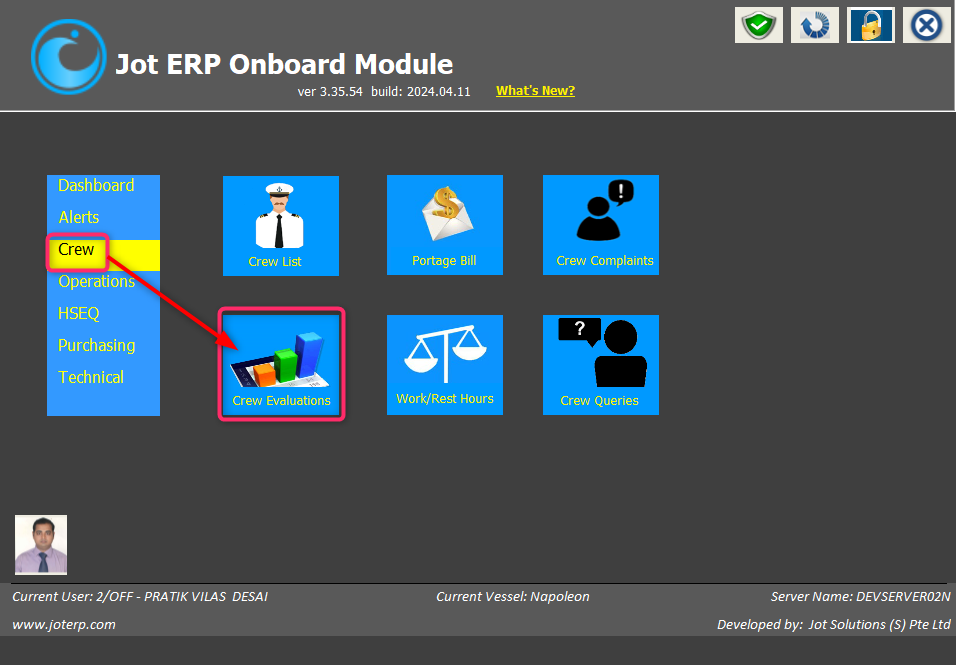 Jot ERP Onboard Module
ver 3.35.54 build: 2024.04.11 What's New?
Dashboard
Alerts
Crew
Operations
HSEQ
Purchasing
Technical
Crew List
Portage Bill
!
Crew Complaints
Crew Evaluations
Work/Rest Hours
?
Crew Queries
Current User: 2/OFF - PRATIK VILAS DESAI
Current Vessel: Napoleon
Server Name: DEVSERVER02N
www.joterp.com
Developed by: Jot Solutions (S) Pte Ltd